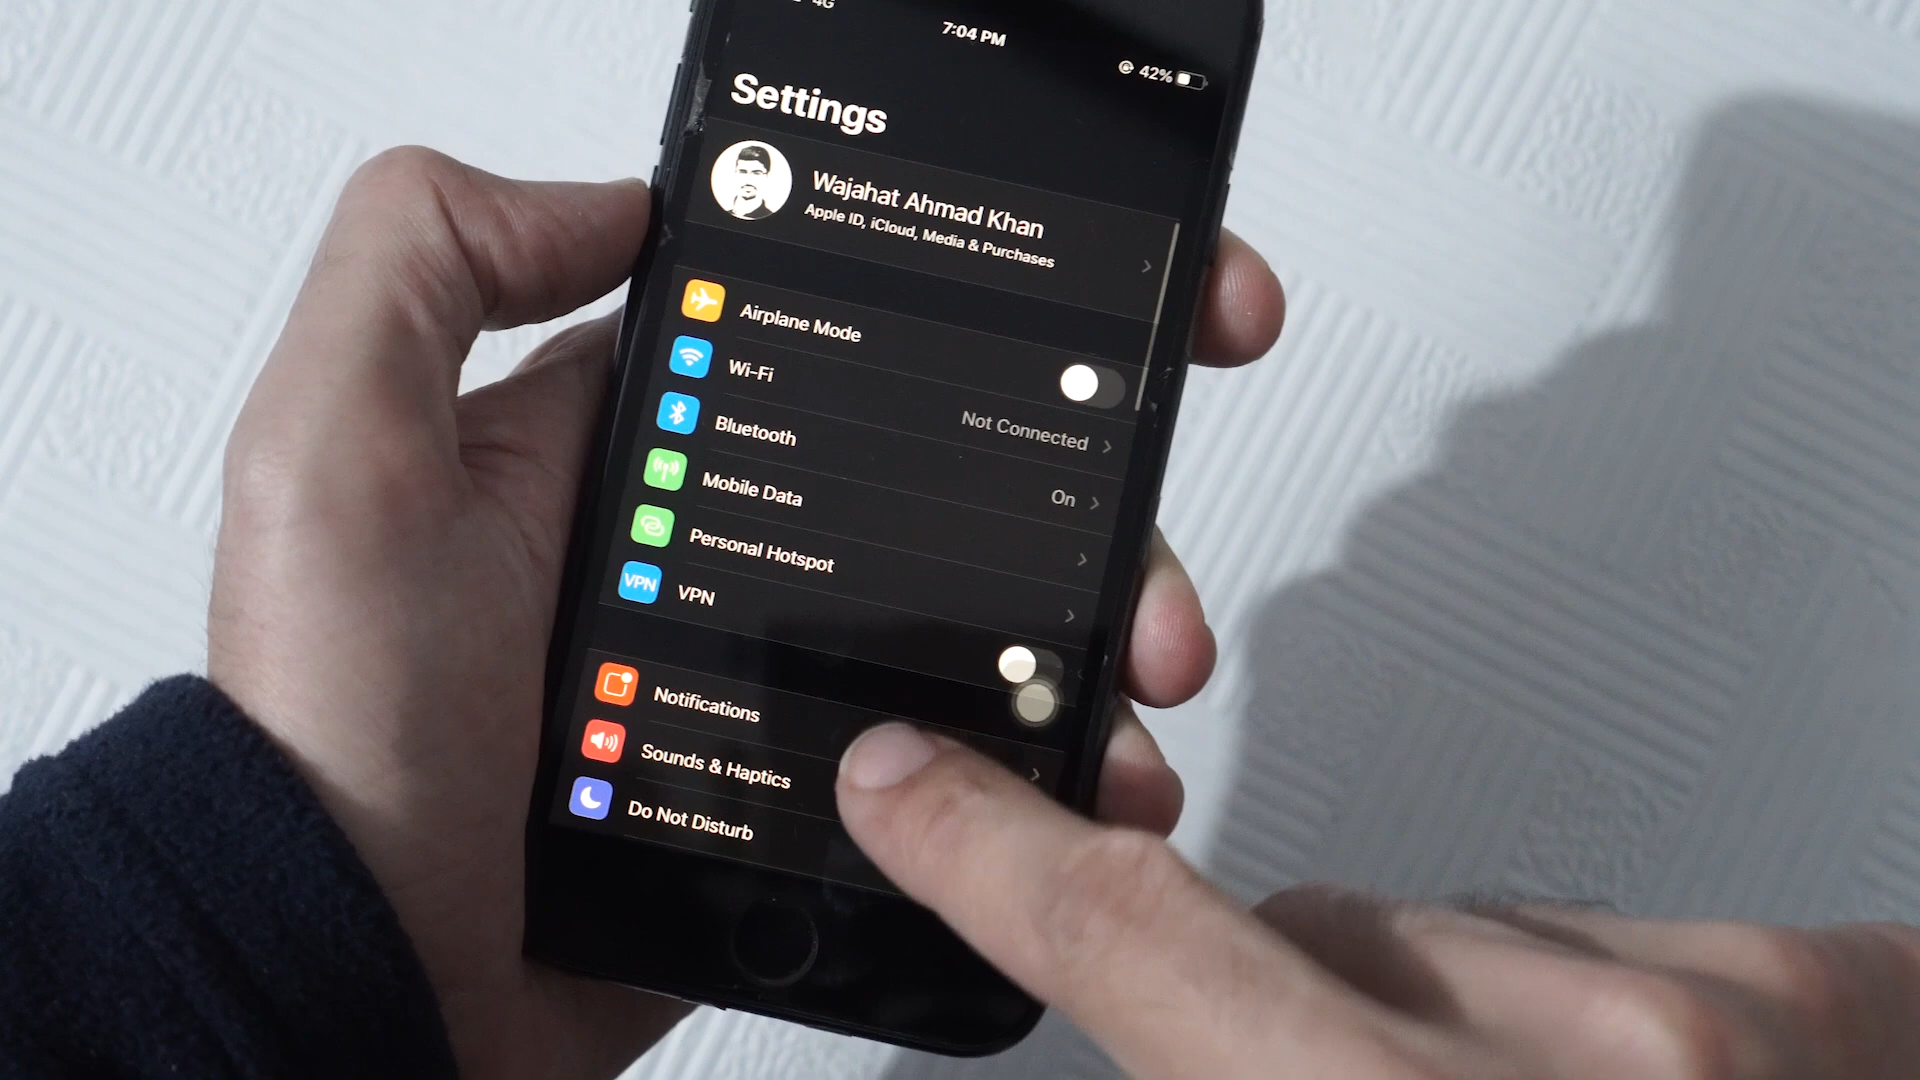 4G
7:04 PM
42%
Settings
Wajahat Ahmad Khan
Apple ID, iCloud, Media & Purchases
Airplane Mode
Wi-Fi
Not Connected
Bluetooth
On
Mobile Data
Personal Hotspot
VPN
VPN
Notifications
Sounds & Haptics
Do Not Disturb